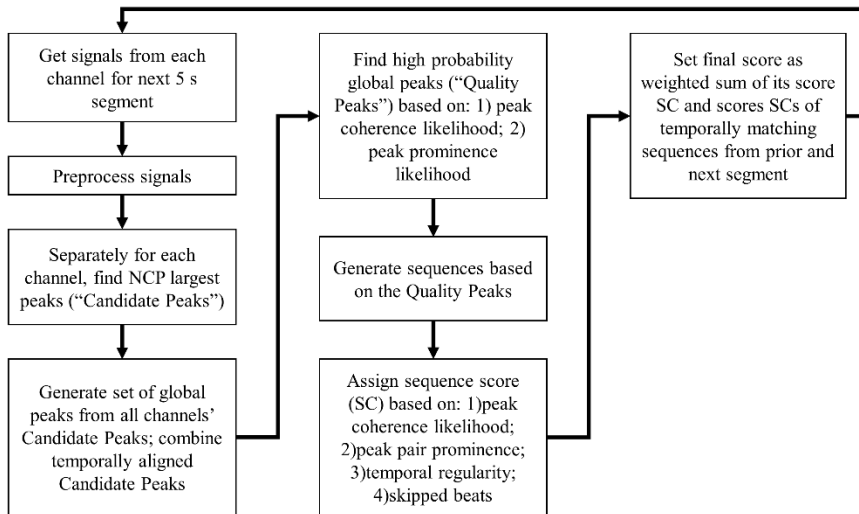 Get signals from each
channel for next 5 s
segment
Preprocess signals
Separately for each
channel, find NCP largest
peaks (“Candidate Peaks”)
Generate set of global
peaks from all channels’
Candidate Peaks; combine
temporally aligned
Candidate Peaks
Find high probability
global peaks (“Quality
Peaks”) based on: 1) peak
coherence likelihood; 2)
peak prominence
likelihood
Generate sequences based
on the Quality Peaks
Assign sequence score
(SC) based on: 1)peak
coherence likelihood;
2)peak pair prominence;
3)temporal regularity;
4)skipped beats
Set final score as
weighted sum of its score
SC and scores SCs of
temporally matching
sequences from prior and
next segment